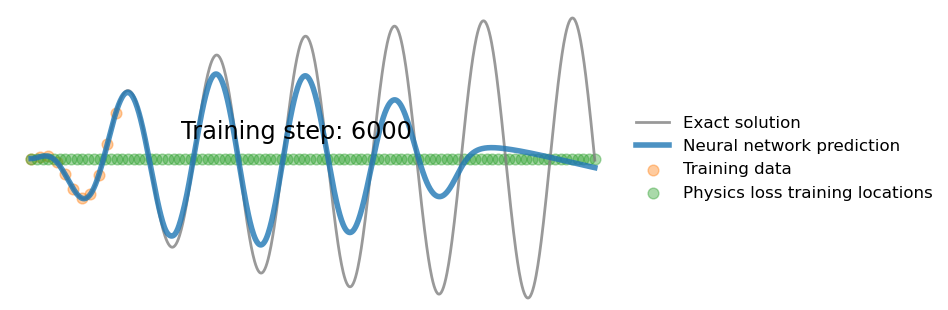 Training step: 6000
Exact solution
Neural network prediction
Training data
Physics loss training locations